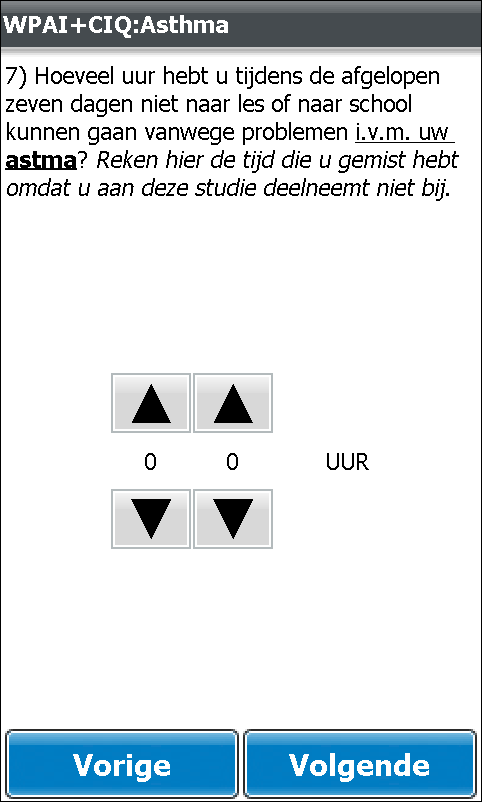 WPAI+CIQ:Asthma
7) Hoeveel uur hebt u tijdens de afgelopen
zeven dagen niet naar les of naar school
kunnen gaan vanwege problemen i.v.m. uw
astma? Reken hier de tijd die u gemist hebt
omdat u aan deze studie deelneemt niet bij.
0 0 UUR
Vorige Volgende